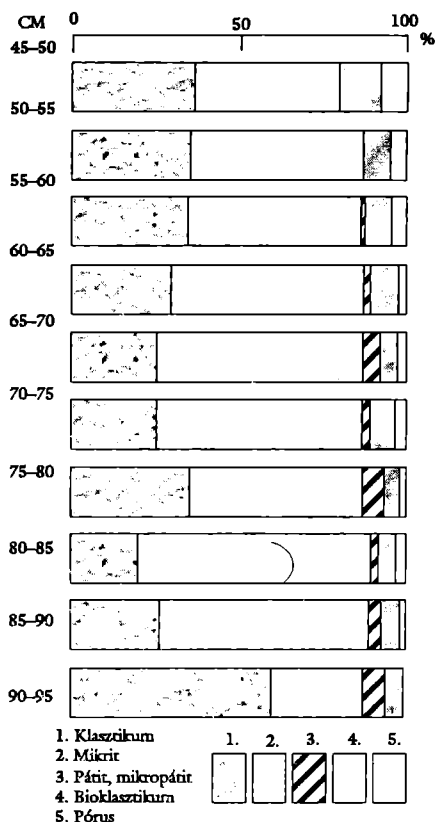 CM 0 50 100
%
45–50
50–55
55–60
60–65
65–70
70–75
75–80
80–85
85–90
90–95
1. Klasztikum
2. Mikrit
3. Pátit, mikropátit
4. Bioklasztikum
5. Pórus
1. 2. 3. 4. 5.